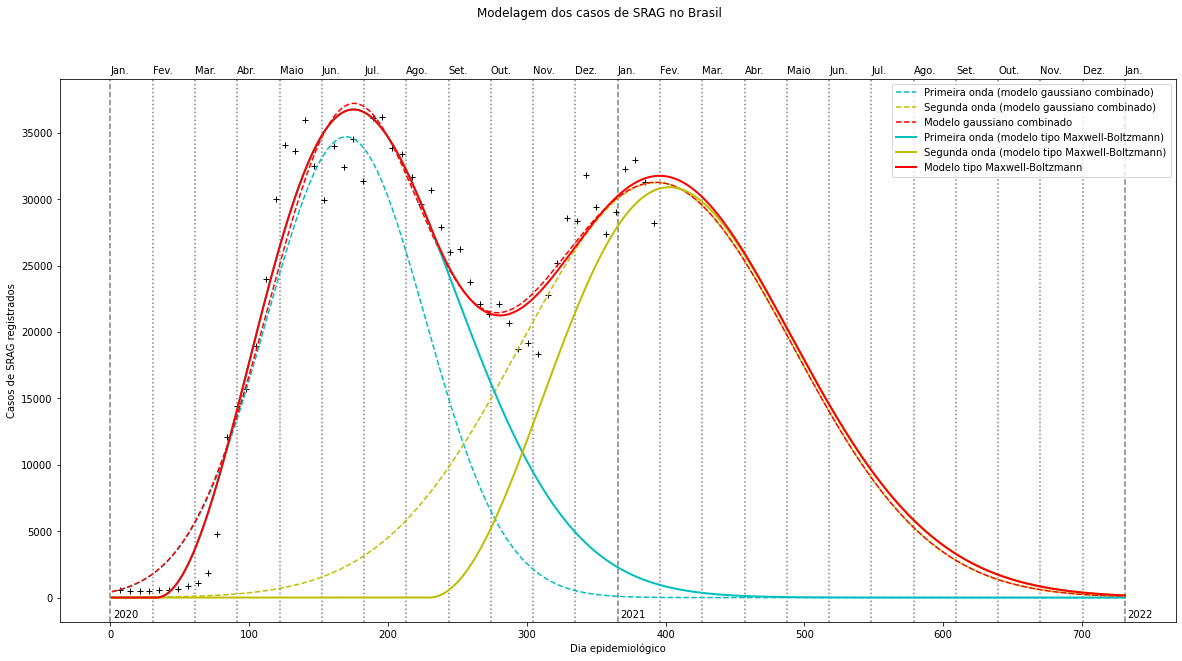 Modelagem dos casos de SRAG no Brasil
Jan. Fev. Mar. Abr. Maio Jun. Jul. Ago. Set. Out. Nov. Dez. Jan. Fev. Mar. Abr. Maio Jun. Jul. Ago. Set. Out. Nov. Dez. Jan.
Primeira onda (modelo gaussiano combinado)
Segunda onda (modelo gaussiano combinado)
Modelo gaussiano combinado
Primeira onda (modelo tipo Maxwell-Boltzmann)
Segunda onda (modelo tipo Maxwell-Boltzmann)
Modelo tipo Maxwell-Boltzmann
35000
30000
25000
20000
15000
10000
5000
0
Casos de SRAG registrados
2020 2021 2022
0 100 200 300 400 500 600 700
Dia epidemiológico